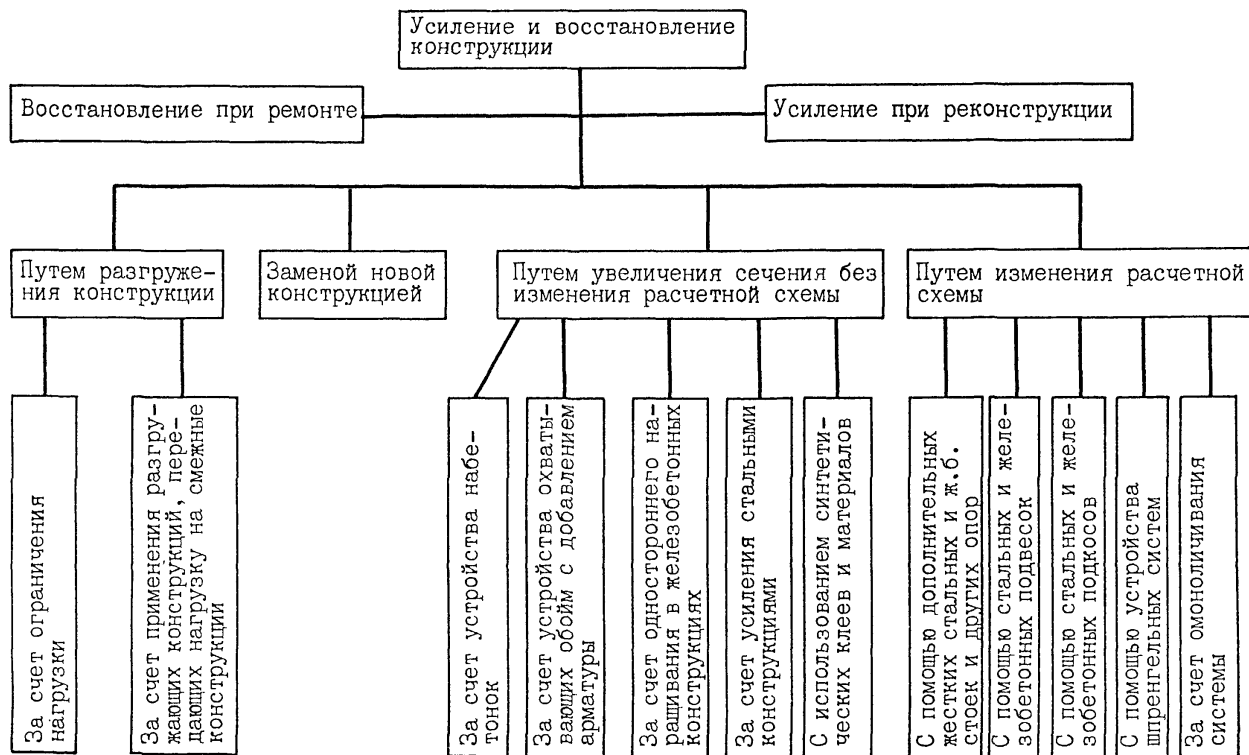 Усиление и восстановление
конструкции
Восстановление при ремонте
Усиление при реконструкции
Путем разгруже-
ния конструкции
Заменой новой
конструкцией
Путем увеличения сечения без
изменения расчетной схемы
Путем изменения расчетной
схемы
За счет ограничения
нагрузки
За счет применения разгру-
жающих конструкций, пере-
дающих нагрузку на смежные
конструкции
За счет устройства набе-
тонок
За счет устройства охваты-
вающих обойм с добавлением
арматуры
За счет одностороннего на-
ращивания в железобетонных
конструкциях
За счет усиления стальными
конструкциями
С использованием синтети-
ческих клеев и материалов
С помощью дополнительных
жестких стальных и ж.б.
стоек и других опор
С помощью стальных и желе-
зобетонных подвесок
С помощью стальных и желе-
зобетонных подкосов
С помощью устройства
шпренгельных систем
За счет омоноличивания
системы